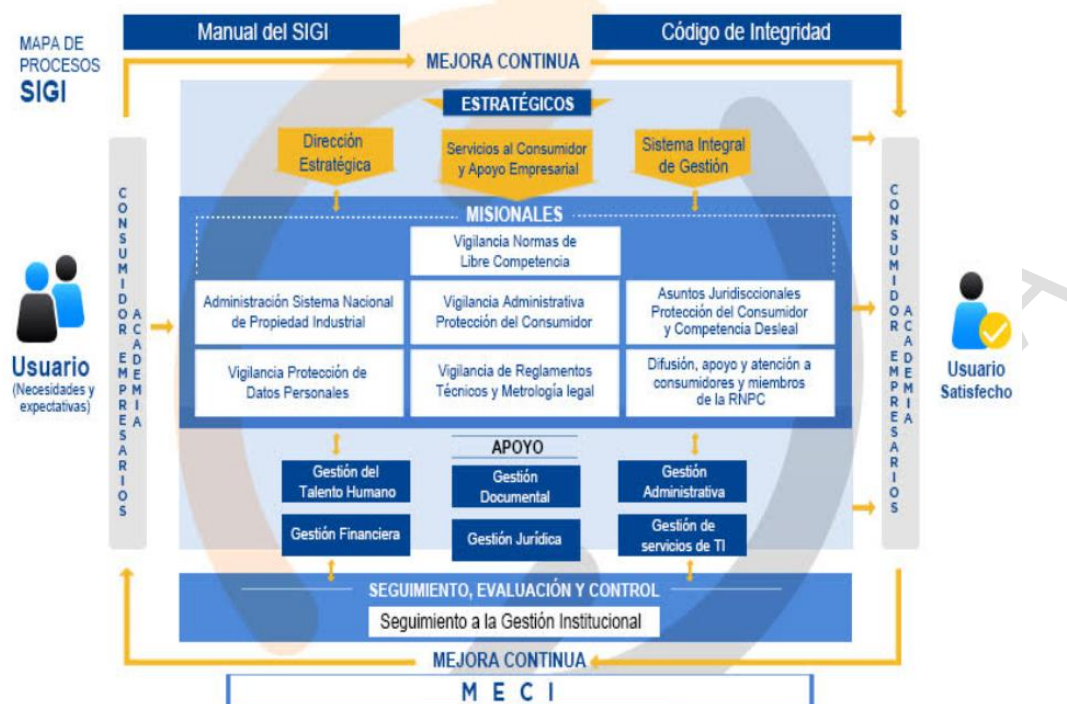 MAPA DE
PROCESOS
SIGI
Manual del SIGI
Código de Integridad
MEJORA CONTINUA
ESTRATÉGICOS
Dirección
Estratégica
Servicios al Consumidor
y Apoyo Empresarial
Sistema Integral
de Gestión
MISIONALES
Vigilancia Normas de
Libre Competencia
Administración Sistema Nacional
de Propiedad Industrial
Vigilancia Administrativa
Protección del Consumidor
Asuntos Jurisdiccionales
Protección del Consumidor
y Competencia Desleal
Vigilancia Protección de
Datos Personales
Vigilancia de Reglamentos
Técnicos y Metrología legal
Difusión, apoyo y atención a
consumidores y miembros
de la RNPC
Usuario
(Necesidades y
expectativas)
CONSUMIDOR EMPRESARIOS
ACADEMIA
CONSUMIDOR EMPRESARIOS
ACADEMIA
Usuario
Satisfecho
APOYO
Gestión del
Talento Humano
Gestión
Documental
Gestión
Administrativa
Gestión Financiera
Gestión Jurídica
Gestión de
servicios de TI
SEGUIMIENTO, EVALUACIÓN Y CONTROL
Seguimiento a la Gestión Institucional
MEJORA CONTINUA
MECI